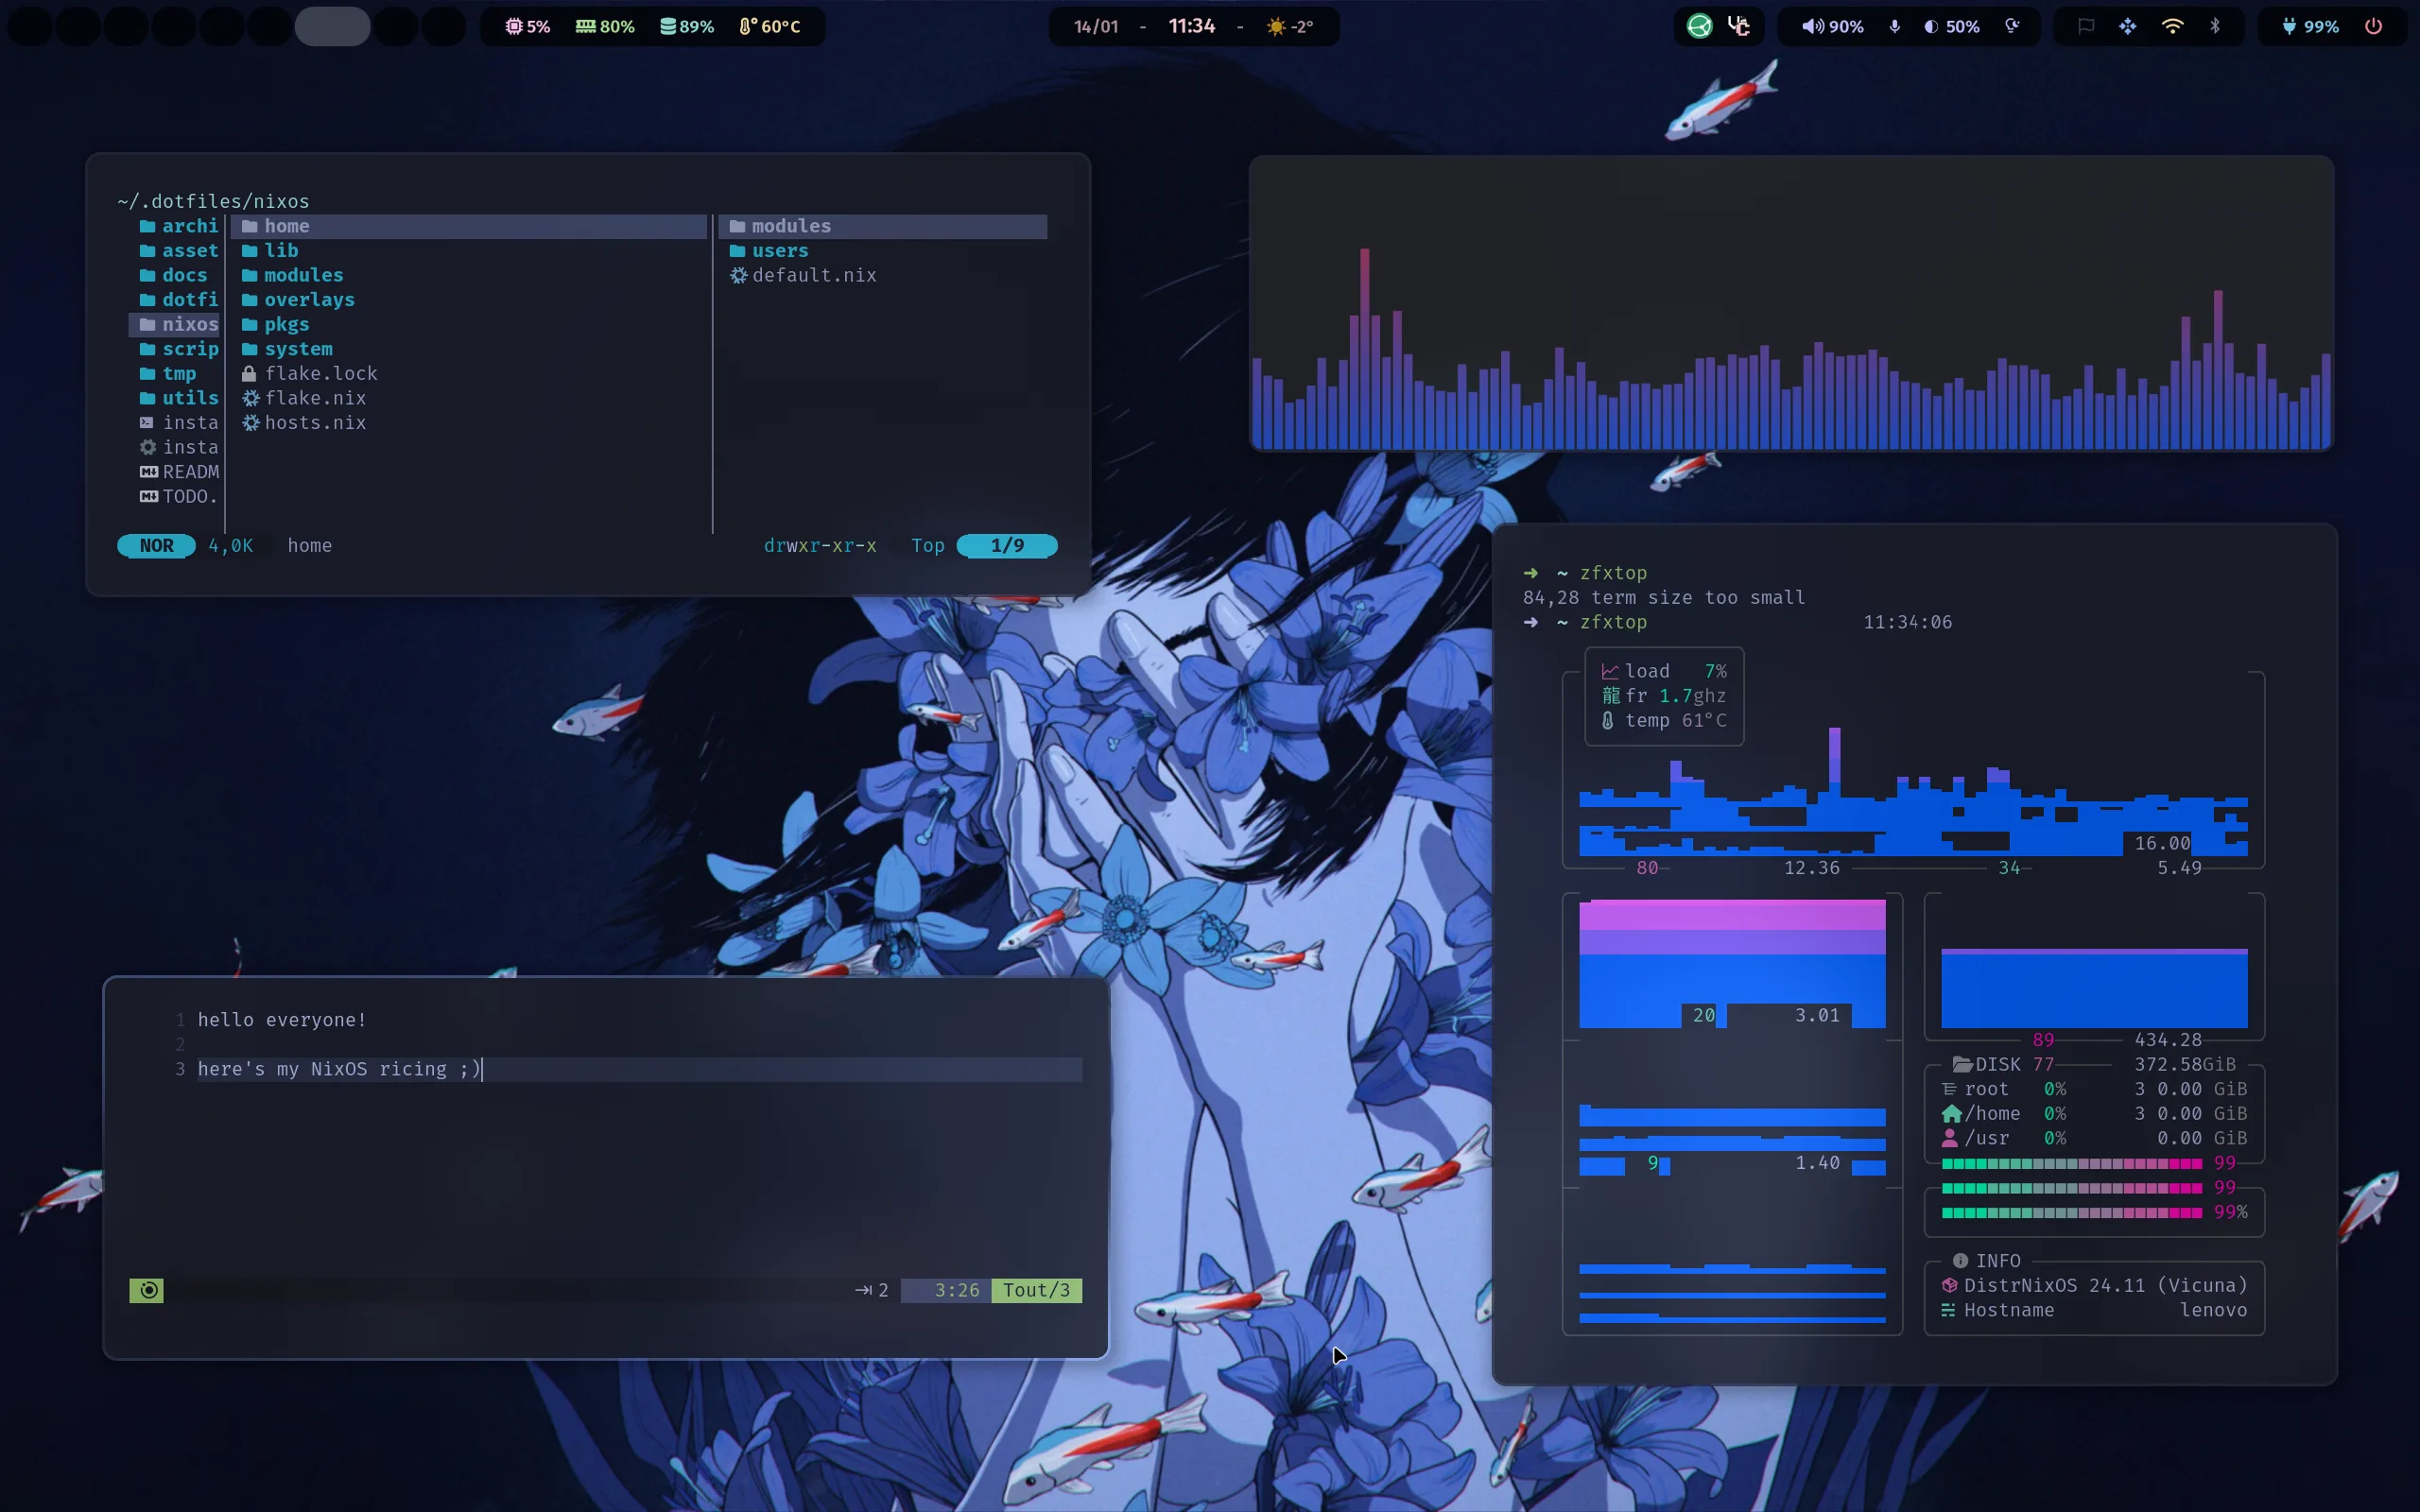 5% 80% 89% 60°C
14/01 - 11:34 - -2°
90% 50% 99%
~/.dotfiles/nixos
archi home modules
asset lib users
docs modules default.nix
dotfi overlays
nixos pkgs
scrip system
tmp flake.lock
utils flake.nix
insta hosts.nix
insta
READM
TODO.
NOR 4,0K home drwxr-xr-x Top 1/9
➜ ~ zfxtop
84,28 term size too small
➜ ~ zfxtop 11:34:06
load 7%
龍 fr 1.7ghz
temp 61°C
16.00
80 12.36 34 5.49
20 3.01
89 434.28
DISK 77 372.58GiB
root 0% 3 0.00 GiB
/home 0% 3 0.00 GiB
/usr 0% 0.00 GiB
9 1.40 99
99
99%
INFO
DistrNixOS 24.11 (Vicuna)
Hostname lenovo
1 hello everyone!
2
3 here's my NixOS ricing ;)
⇥ 2 3:26 Tout/3